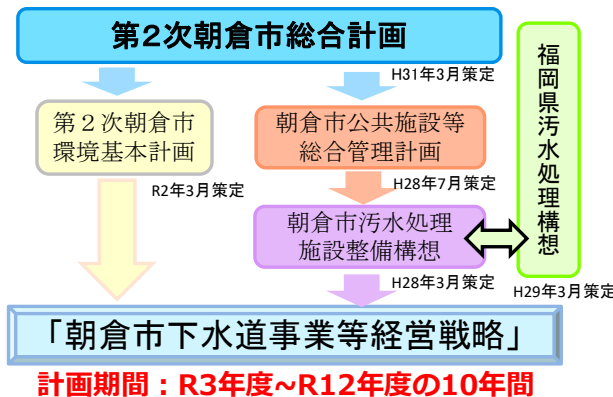 第2次朝倉市総合計画
H31年3月策定
第２次朝倉市
環境基本計画
R2年3月策定
朝倉市公共施設等
総合管理計画
H28年7月策定
朝倉市汚水処理
施設整備構想
H28年3月策定
福岡県汚水処理構想
H29年3月策定
「朝倉市下水道事業等経営戦略」
計画期間：R3年度~R12年度の10年間